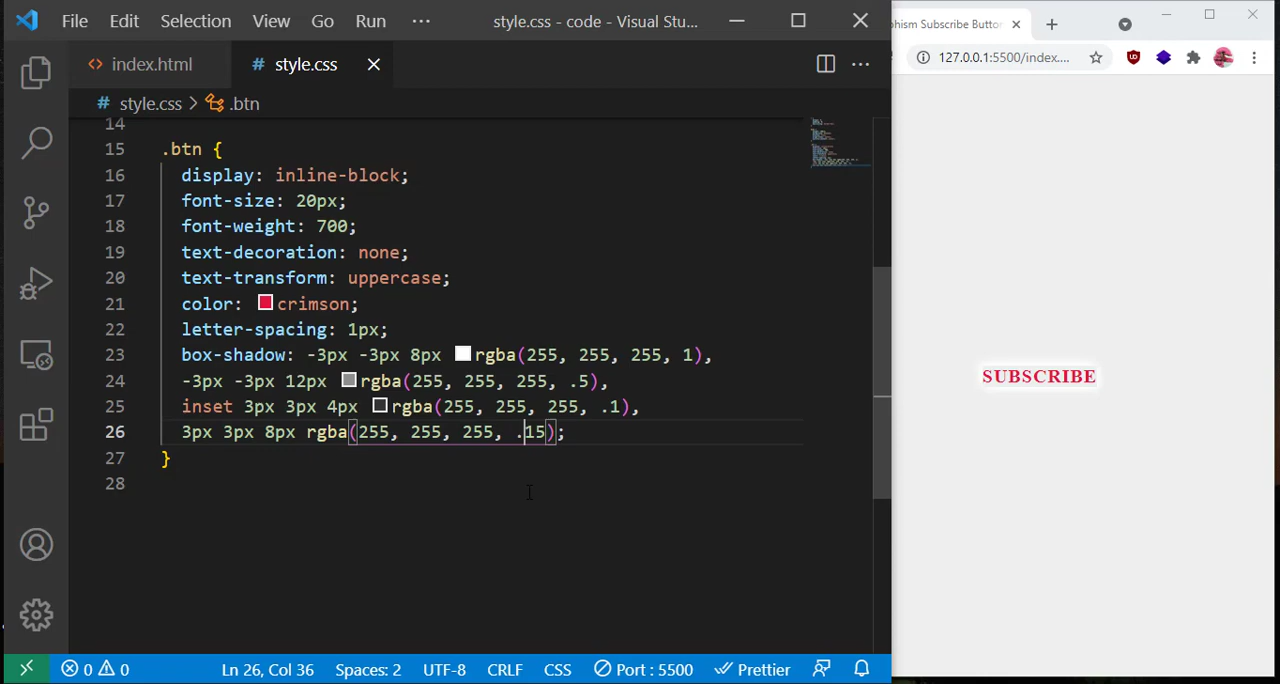 File Edit Selection View Go Run ··· style.css - code - Visual Stu...
phism Subscribe Button
127.0.0.1:5500/index....
<> index.html # style.css
# style.css > .btn
14
15 .btn {
16 display: inline-block;
17 font-size: 20px;
18 font-weight: 700;
19 text-decoration: none;
20 text-transform: uppercase;
21 color: crimson;
22 letter-spacing: 1px;
23 box-shadow: -3px -3px 8px rgba(255, 255, 255, 1),
24 -3px -3px 12px rgba(255, 255, 255, .5),
25 inset 3px 3px 4px rgba(255, 255, 255, .1),
26 3px 3px 8px rgba(255, 255, 255, .15);
27 }
28
SUBSCRIBE
0 0 Ln 26, Col 36 Spaces: 2 UTF-8 CRLF CSS Port : 5500 Prettier